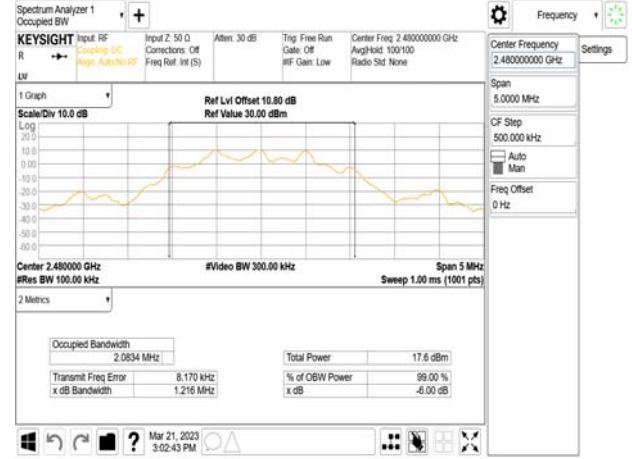 Spectrum Analyzer 1
Occupied BW
Frequency
KEYSIGHT Input: RF Input Z: 50 Ω Atten: 30 dB Trig: Free Run Center Freq: 2.480000000 GHz
R Coupling: DC Corrections: Off Gate: Off Avg|Hold: 100/100
Align: Auto/No RF Freq Ref: Int (S) #IF Gain: Low Radio Std: None
LXI
Center Frequency
2.480000000 GHz
Settings
Span
5.0000 MHz
CF Step
500.000 kHz
Auto
Man
Freq Offset
0 Hz
1 Graph
Ref Lvl Offset 10.80 dB
Scale/Div 10.0 dB Ref Value 30.00 dBm
Log
20.0
10.0
0.00
-10.0
-20.0
-30.0
-40.0
-50.0
-60.0
Center 2.480000 GHz #Video BW 300.00 kHz Span 5 MHz
#Res BW 100.00 kHz Sweep 1.00 ms (1001 pts)
2 Metrics
Occupied Bandwidth
2.0834 MHz Total Power 17.6 dBm
Transmit Freq Error 8.170 kHz % of OBW Power 99.00 %
x dB Bandwidth 1.216 MHz x dB -6.00 dB
Mar 21, 2023
3:02:43 PM